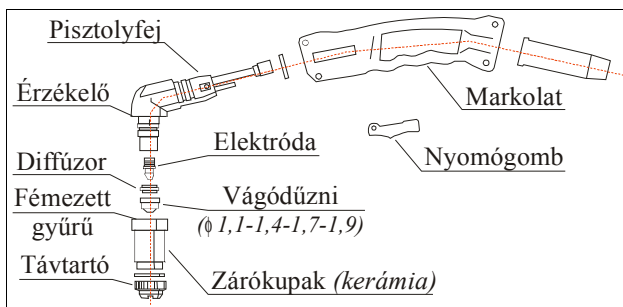 Pisztolyfej
Érzékelő
Markolat
Elektróda
Nyomógomb
Diffúzor
Vágódűzni
(ϕ 1,1-1,4-1,7-1,9)
Fémezett
gyűrű
Távtartó
Zárókupak (kerámia)